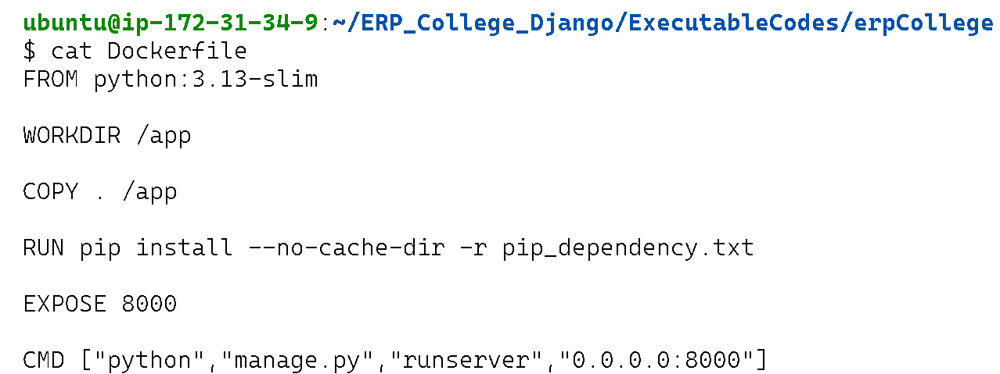 ubuntu@ip-172-31-34-9:~/ERP_College_Django/ExecutableCodes/erpCollege
$ cat Dockerfile
FROM python:3.13-slim
WORKDIR /app
COPY . /app
RUN pip install --no-cache-dir -r pip_dependency.txt
EXPOSE 8000
CMD ["python","manage.py","runserver","0.0.0.0:8000"]